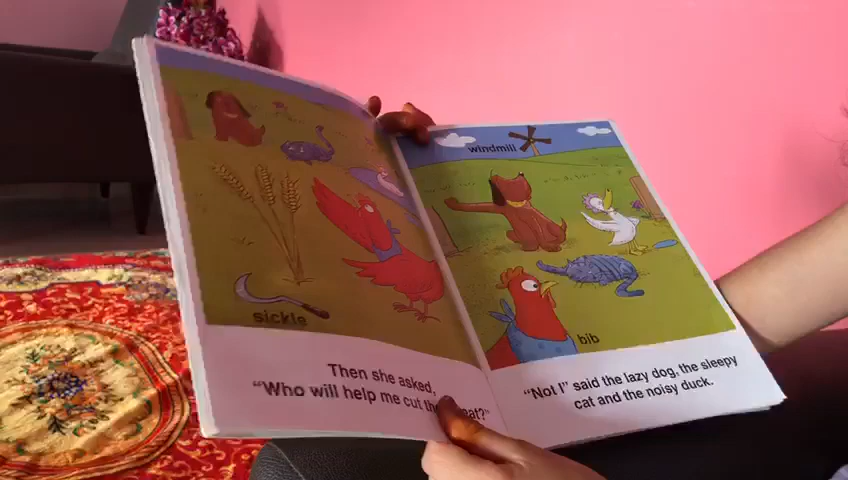 sickle
Then she asked,
"Who will help me cut the
windmill
bib
"Not I" said the lazy dog, the sleepy
cat and the noisy duck.